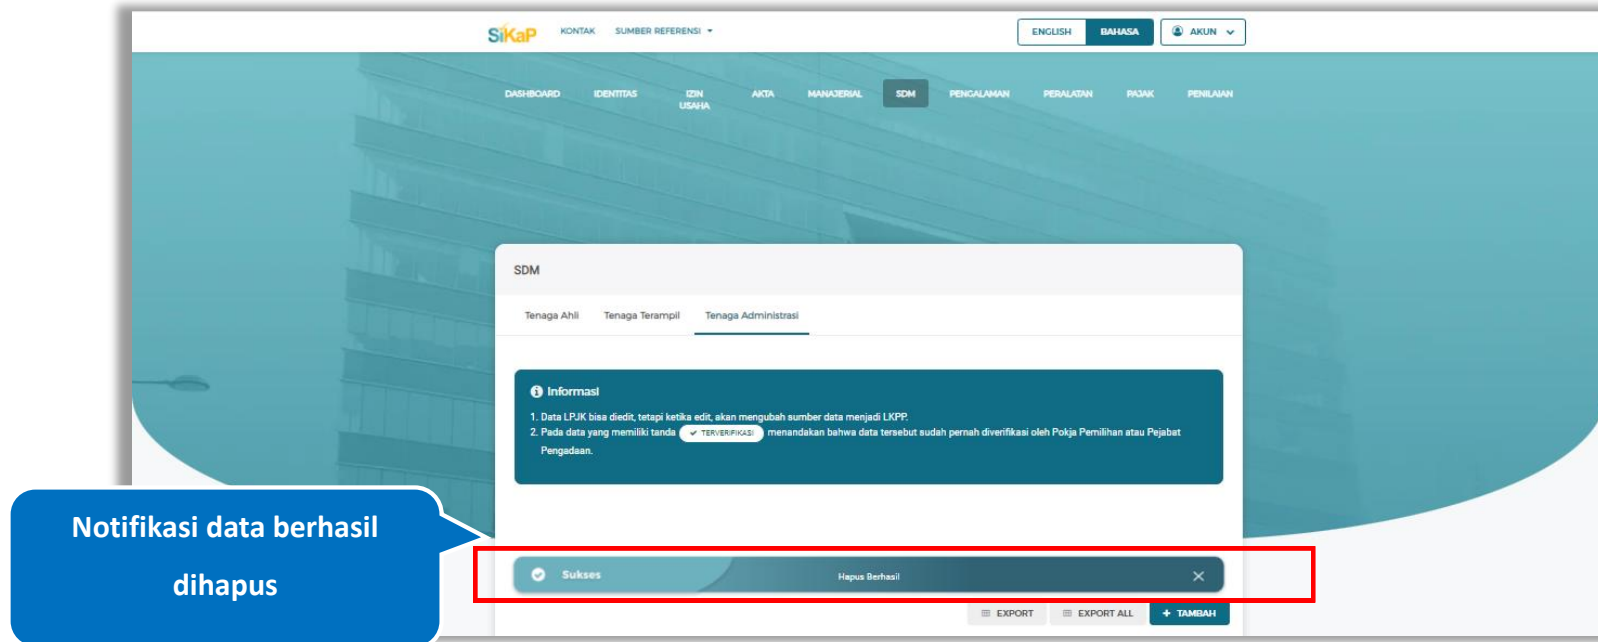 SiKaP KONTAK SUMBER REFERENSI ENGLISH BAHASA AKUN
DASHBOARD IDENTITAS IZIN USAHA AKTA MANAJERIAL SDM PENGALAMAN PERALATAN PAJAK PENILAIAN
SDM
Tenaga Ahli Tenaga Terampil Tenaga Administrasi
Informasi
1. Data LPJK bisa diedit, tetapi ketika edit, akan mengubah sumber data menjadi LKPP.
2. Pada data yang memiliki tanda TERVERIFIKASI menandakan bahwa data tersebut sudah pernah diverifikasi oleh Pokja Pemilihan atau Pejabat
Pengadaan.
Notifikasi data berhasil
dihapus
Sukses Hapus Berhasil
EXPORT EXPORT ALL + TAMBAH